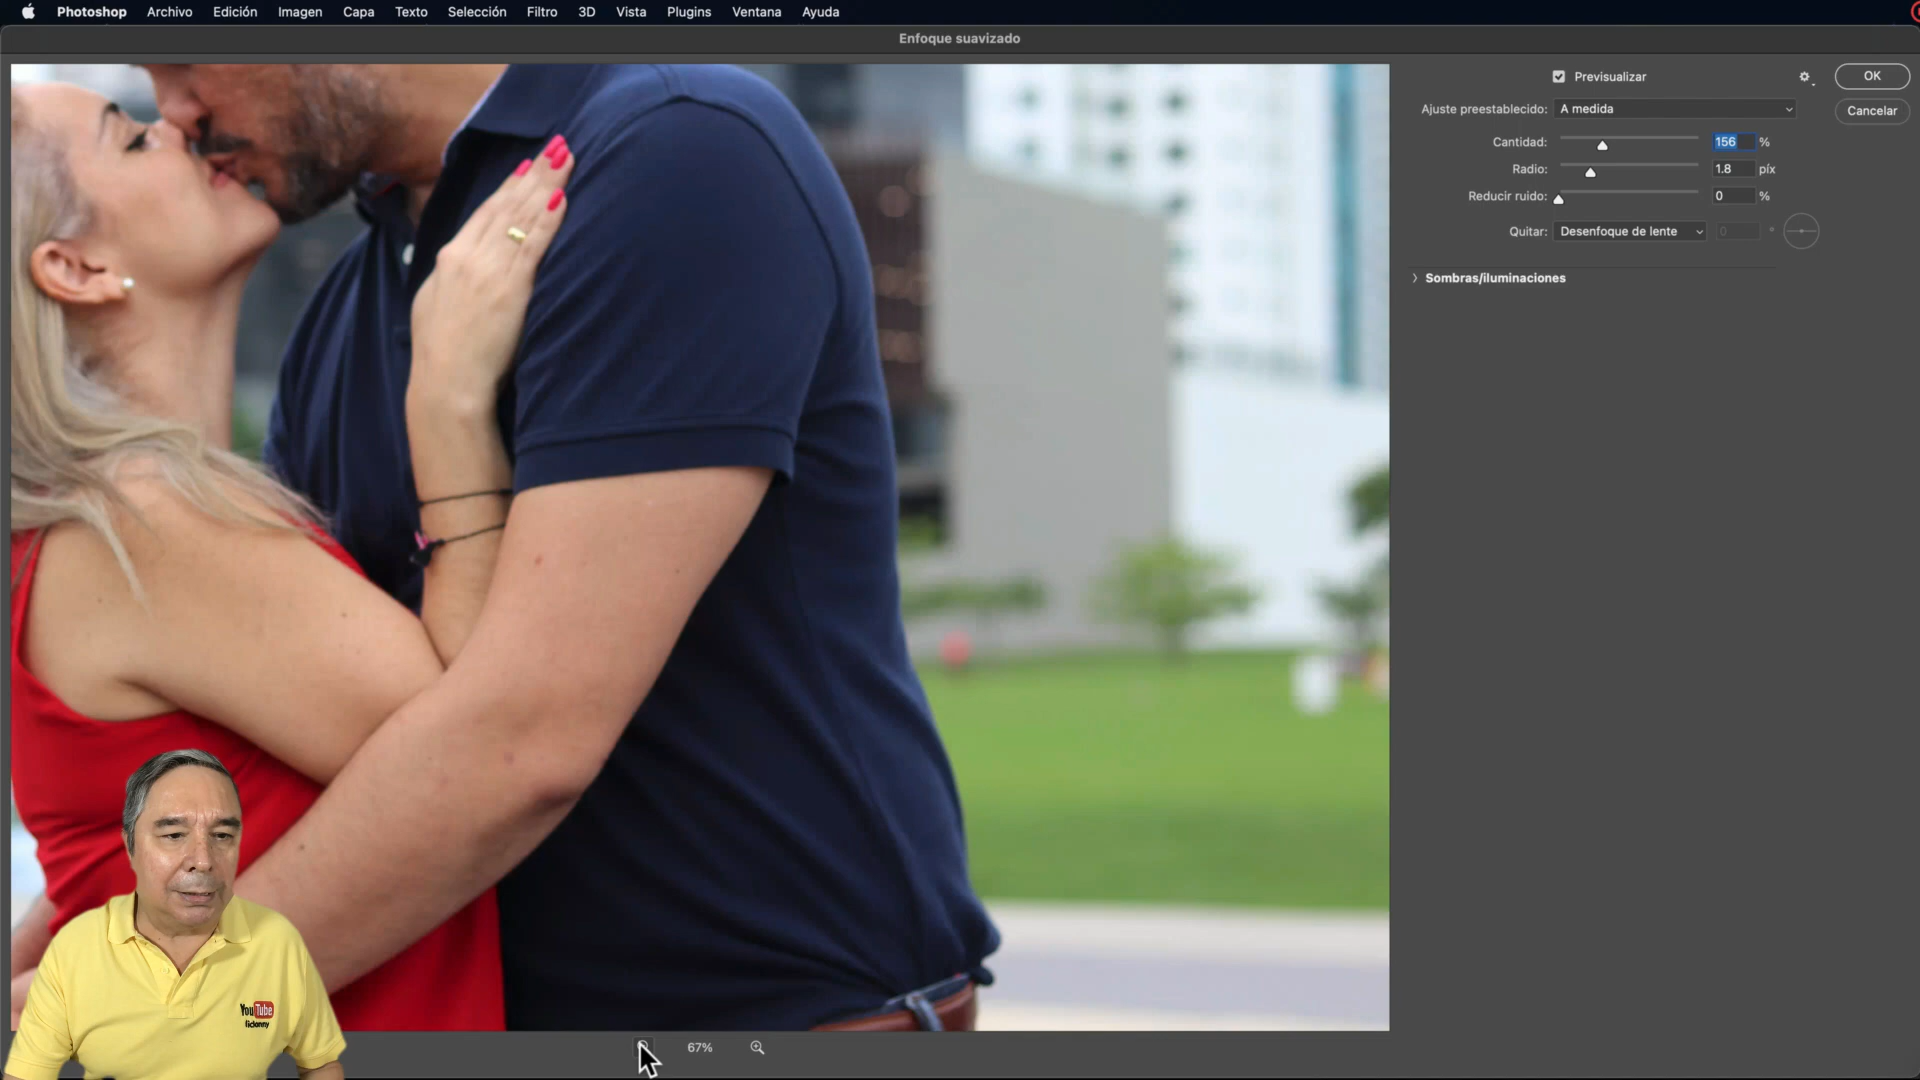 Photoshop Archivo Edición Imagen Capa Texto Selección Filtro 3D Vista Plugins Ventana Ayuda
Enfoque suavizado
Previsualizar
OK
Ajuste preestablecido: A medida
Cancelar
Cantidad: 156 %
Radio: 1.8 píx
Reducir ruido: 0 %
Quitar: Desenfoque de lente 0 °
Sombras/iluminaciones
YouTube
lidonny
67%